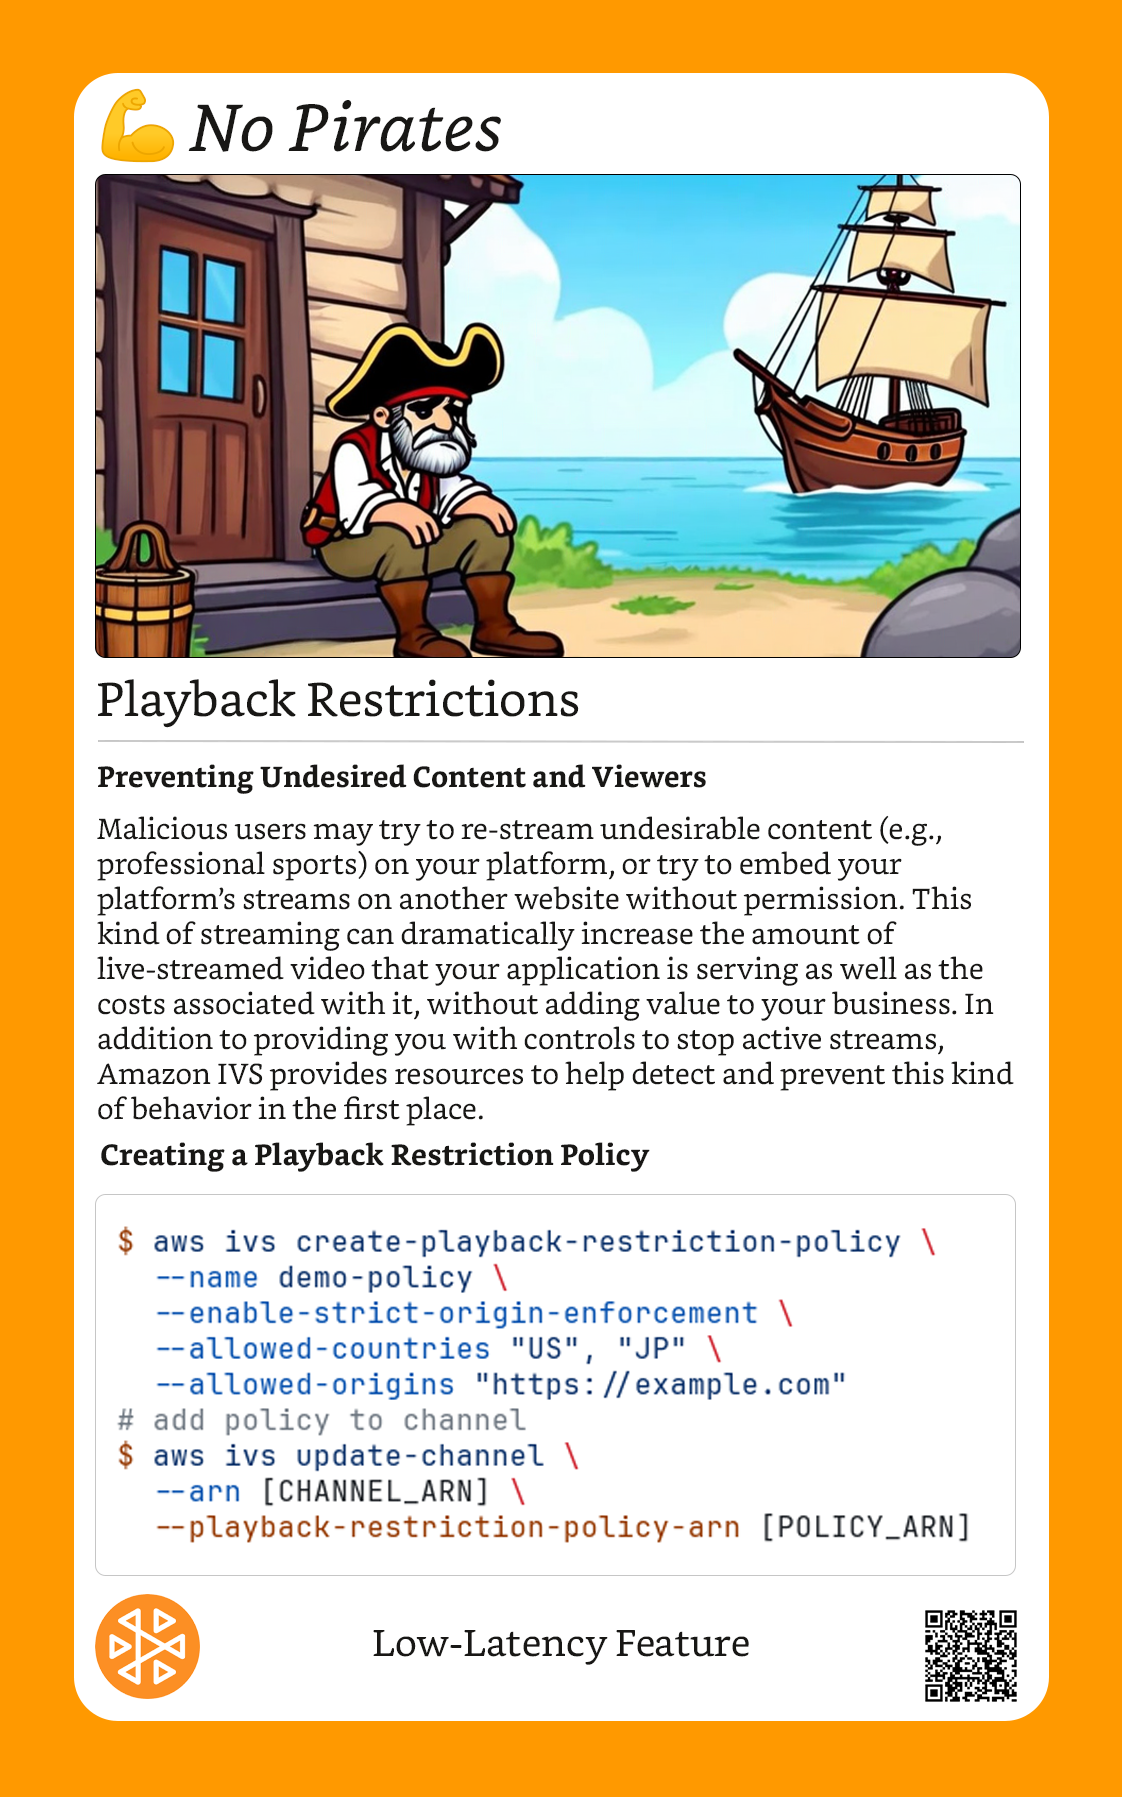 💪 No Pirates
Playback Restrictions
Preventing Undesired Content and Viewers
Malicious users may try to re-stream undesirable content (e.g.,
professional sports) on your platform, or try to embed your
platform’s streams on another website without permission. This
kind of streaming can dramatically increase the amount of
live-streamed video that your application is serving as well as the
costs associated with it, without adding value to your business. In
addition to providing you with controls to stop active streams,
Amazon IVS provides resources to help detect and prevent this kind
of behavior in the first place.
Creating a Playback Restriction Policy
$ aws ivs create-playback-restriction-policy \
  --name demo-policy \
  --enable-strict-origin-enforcement \
  --allowed-countries "US", "JP" \
  --allowed-origins "https://example.com"
# add policy to channel
$ aws ivs update-channel \
  --arn [CHANNEL_ARN] \
  --playback-restriction-policy-arn [POLICY_ARN]
Low-Latency Feature